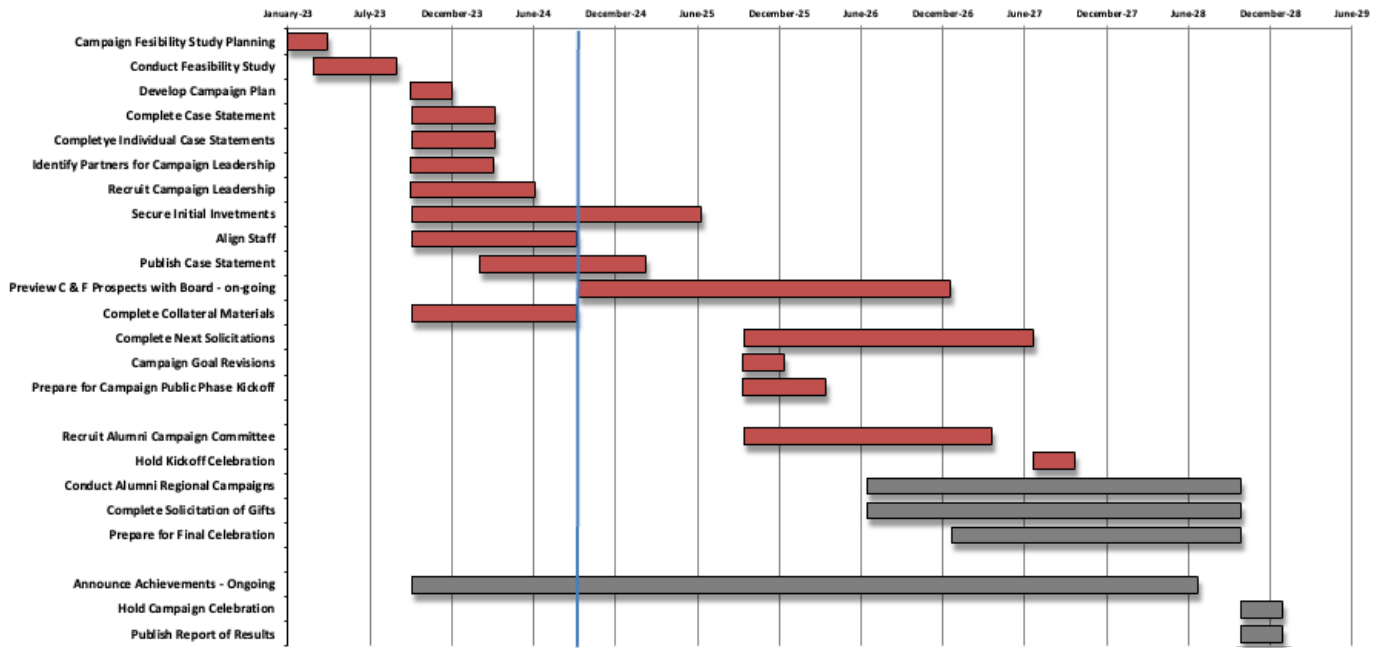 January-23 July-23 December-23 June-24 December-24 June-25 December-25 June-26 December-26 June-27 December-27 June-28 December-28 June-29
Campaign Fesibility Study Planning
Conduct Feasibility Study
Develop Campaign Plan
Complete Case Statement
Completye Individual Case Statements
Identify Partners for Campaign Leadership
Recruit Campaign Leadership
Secure Initial Invetments
Align Staff
Publish Case Statement
Preview C & F Prospects with Board - on-going
Complete Collateral Materials
Complete Next Solicitations
Campaign Goal Revisions
Prepare for Campaign Public Phase Kickoff
Recruit Alumni Campaign Committee
Hold Kickoff Celebration
Conduct Alumni Regional Campaigns
Complete Solicitation of Gifts
Prepare for Final Celebration
Announce Achievements - Ongoing
Hold Campaign Celebration
Publish Report of Results